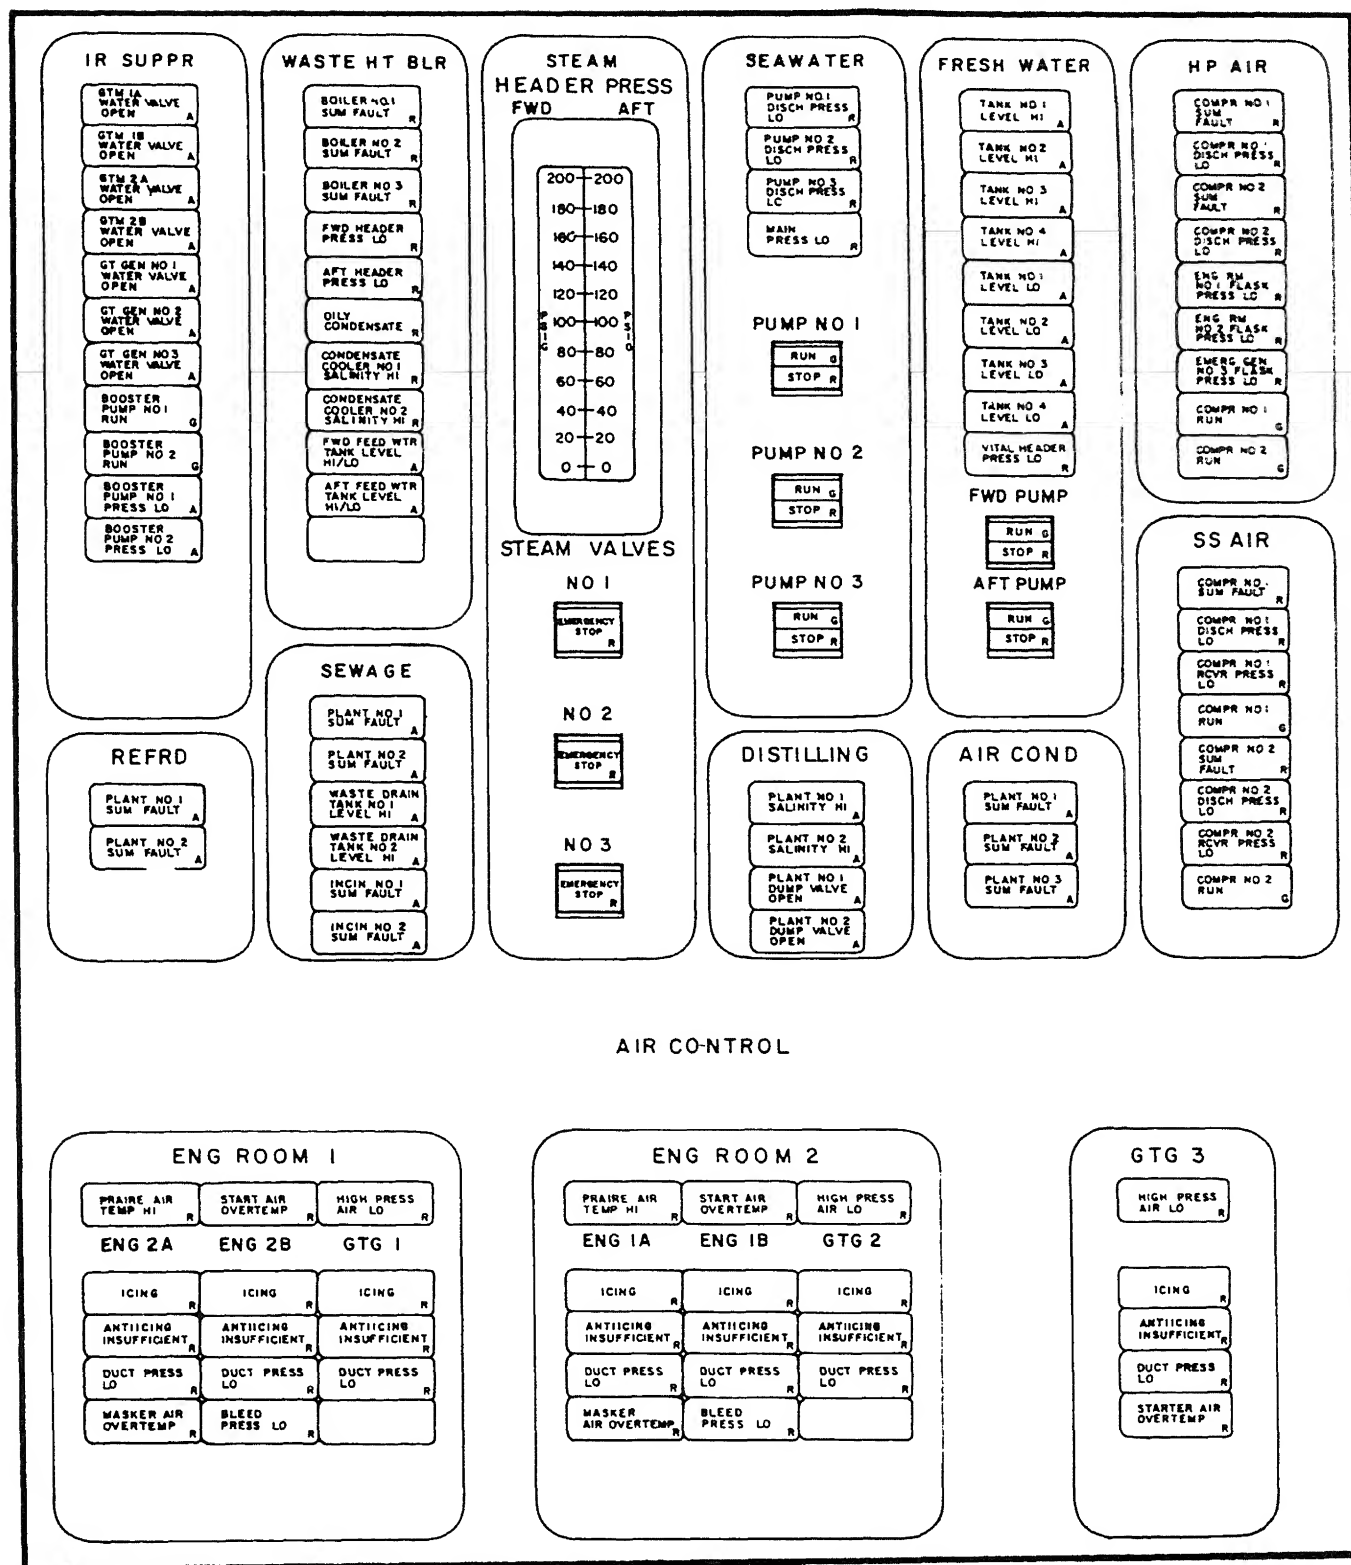 IR SUPPR
GTM 1A
WATER VALVE
OPEN A
GTM 1B
WATER VALVE
OPEN A
GTM 2A
WATER VALVE
OPEN A
GTM 2B
WATER VALVE
OPEN A
GT GEN NO 1
WATER VALVE
OPEN A
GT GEN NO 2
WATER VALVE
OPEN A
GT GEN NO 3
WATER VALVE
OPEN A
BOOSTER
PUMP NO 1
RUN G
BOOSTER
PUMP NO 2
RUN G
BOOSTER
PUMP NO 1
PRESS LO A
BOOSTER
PUMP NO 2
PRESS LO A
WASTE HT BLR
BOILER NO.1
SUM FAULT R
BOILER NO 2
SUM FAULT R
BOILER NO 3
SUM FAULT R
FWD HEADER
PRESS LO R
AFT HEADER
PRESS LO R
OILY
CONDENSATE R
CONDENSATE
COOLER NO 1
SALINITY HI R
CONDENSATE
COOLER NO 2
SALINITY HI R
FWD FEED WTR
TANK LEVEL
HI/LO A
AFT FEED WTR
TANK LEVEL
HI/LO A
STEAM
HEADER PRESS
FWD AFT
200 200
180 180
160 160
140 140
120 120
PSIG 100 100 PSIG
80 80
60 60
40 40
20 20
0 0
STEAM VALVES
NO 1
EMERGENCY
STOP
R
NO 2
EMERGENCY
STOP
R
NO 3
EMERGENCY
STOP R
SEAWATER
PUMP NO.1
DISCH PRESS
LO R
PUMP NO 2
DISCH PRESS
LO R
PUMP NO 3
DISCH PRESS
LC R
MAIN
PRESS LO R
PUMP NO 1
RUN G
STOP R
PUMP NO 2
RUN G
STOP R
PUMP NO 3
RUN G
STOP R
FRESH WATER
TANK NO 1
LEVEL HI A
TANK NO 2
LEVEL HI A
TANK NO 3
LEVEL HI A
TANK NO 4
LEVEL HI A
TANK NO 1
LEVEL LO A
TANK NO 2
LEVEL LO A
TANK NO 3
LEVEL LO A
TANK NO 4
LEVEL LO A
VITAL HEADER
PRESS LO R
FWD PUMP
RUN G
STOP R
AFT PUMP
RUN G
STOP R
HP AIR
COMPR NO 1
SUM
FAULT R
COMPR NO 1
DISCH PRESS
LO R
COMPR NO 2
SUM
FAULT R
COMPR NO 2
DISCH PRESS
LO R
ENG RM
NO 1 FLASK
PRESS LO R
ENG RM
NO 2 FLASK
PRESS LO R
EMERG GEN
NO 3 FLASK
PRESS LO R
COMPR NO 1
RUN G
COMPR NO 2
RUN G
SS AIR
COMPR NO 1
SUM FAULT R
COMPR NO 1
DISCH PRESS
LO R
COMPR NO 1
RCVR PRESS
LO R
COMPR NO 1
RUN G
COMPR NO 2
SUM
FAULT R
COMPR NO 2
DISCH PRESS
LO R
COMPR NO 2
RCVR PRESS
LO R
COMPR NO 2
RUN G
REFRD
PLANT NO 1
SUM FAULT A
PLANT NO 2
SUM FAULT A
SEWAGE
PLANT NO 1
SUM FAULT A
PLANT NO 2
SUM FAULT A
WASTE DRAIN
TANK NO 1
LEVEL HI A
WASTE DRAIN
TANK NO 2
LEVEL HI A
INCIN NO 1
SUM FAULT A
INCIN NO 2
SUM FAULT A
DISTILLING
PLANT NO 1
SALINITY HI A
PLANT NO 2
SALINITY HI A
PLANT NO 1
DUMP VALVE
OPEN A
PLANT NO 2
DUMP VALVE
OPEN A
AIR COND
PLANT NO 1
SUM FAULT A
PLANT NO 2
SUM FAULT A
PLANT NO 3
SUM FAULT A
AIR CONTROL
ENG ROOM 1
PRAIRE AIR
TEMP HI R
START AIR
OVERTEMP R
HIGH PRESS
AIR LO R
ENG 2A ENG 2B GTG 1
ICING R ICING R ICING R
ANTIICING ANTIICING ANTIICING
INSUFFICIENT R INSUFFICIENT R INSUFFICIENT R
DUCT PRESS DUCT PRESS DUCT PRESS
LO R LO R LO R
MASKER AIR
OVERTEMP R
BLEED
PRESS LO R
ENG ROOM 2
PRAIRE AIR
TEMP HI R
START AIR
OVERTEMP R
HIGH PRESS
AIR LO R
ENG 1A ENG 1B GTG 2
ICING R ICING R ICING R
ANTIICING ANTIICING ANTIICING
INSUFFICIENT R INSUFFICIENT R INSUFFICIENT R
DUCT PRESS DUCT PRESS DUCT PRESS
LO R LO R LO R
MASKER
AIR OVERTEMP R
BLEED
PRESS LO R
GTG 3
HIGH PRESS
AIR LO R
ICING R
ANTIICING
INSUFFICIENT R
DUCT PRESS
LO R
STARTER AIR
OVERTEMP R